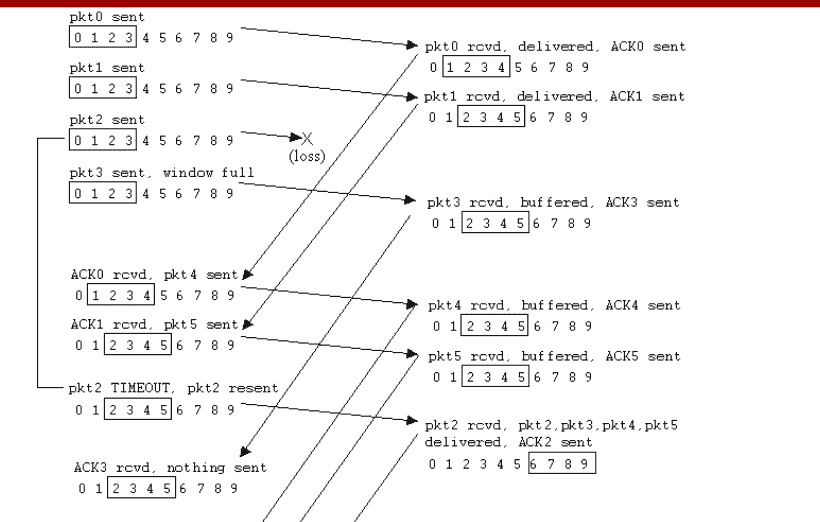 pkt0 sent
0 1 2 3 4 5 6 7 8 9
pkt1 sent
0 1 2 3 4 5 6 7 8 9
pkt2 sent
0 1 2 3 4 5 6 7 8 9
X
(loss)
pkt3 sent, window full
0 1 2 3 4 5 6 7 8 9
ACK0 rcvd, pkt4 sent
0 1 2 3 4 5 6 7 8 9
ACK1 rcvd, pkt5 sent
0 1 2 3 4 5 6 7 8 9
pkt2 TIMEOUT, pkt2 resent
0 1 2 3 4 5 6 7 8 9
ACK3 rcvd, nothing sent
0 1 2 3 4 5 6 7 8 9
pkt0 rcvd, delivered, ACK0 sent
0 1 2 3 4 5 6 7 8 9
pkt1 rcvd, delivered, ACK1 sent
0 1 2 3 4 5 6 7 8 9
pkt3 rcvd, buffered, ACK3 sent
0 1 2 3 4 5 6 7 8 9
pkt4 rcvd, buffered, ACK4 sent
0 1 2 3 4 5 6 7 8 9
pkt5 rcvd, buffered, ACK5 sent
0 1 2 3 4 5 6 7 8 9
pkt2 rcvd, pkt2,pkt3,pkt4,pkt5
delivered, ACK2 sent
0 1 2 3 4 5 6 7 8 9